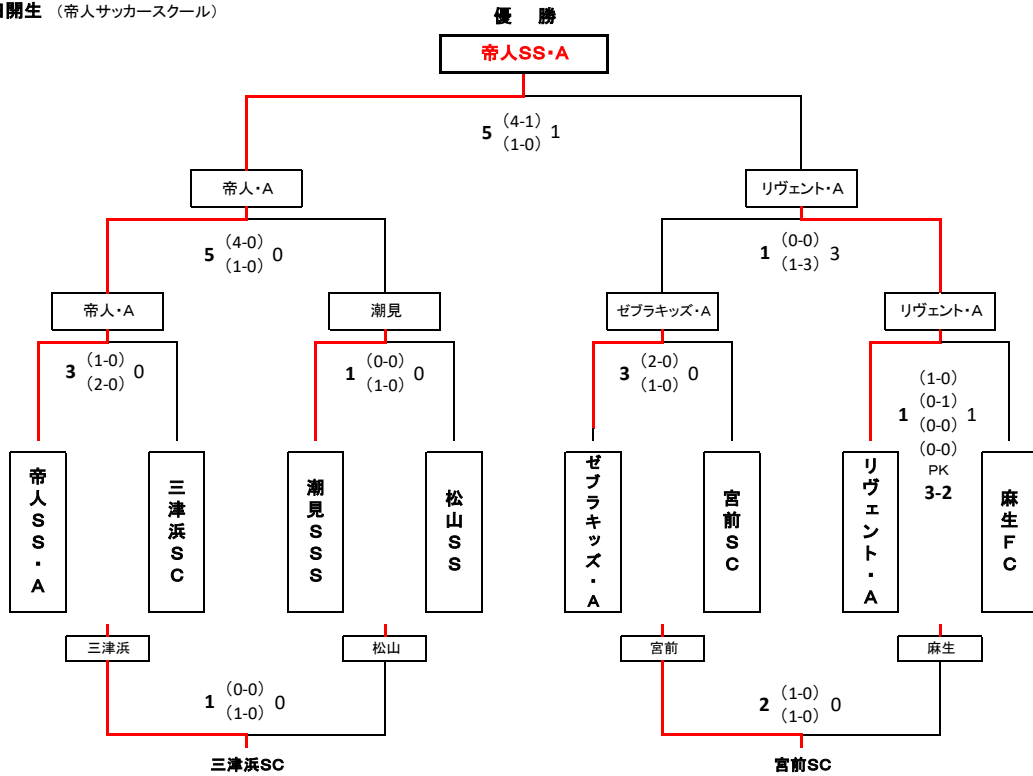 開生 (帝人サッカースクール)
優 勝
帝人SS・A
5 (4-1) 1
(1-0)
帝人・A
リヴェント・A
5 (4-0) 0
(1-0)
1 (0-0) 3
(1-3)
帝人・A
潮見
ゼブラキッズ・A
リヴェント・A
3 (1-0) 0
(2-0)
1 (0-0) 0
(1-0)
3 (2-0) 0
(1-0)
(1-0)
(0-1)
1 (0-0) 1
(0-0)
PK
3-2
帝人SS・A
三津浜SC
潮見SSS
松山SS
ゼブラキッズ・A
宮前SC
リヴェント・A
麻生FC
三津浜
松山
宮前
麻生
1 (0-0) 0
(1-0)
2 (1-0) 0
(1-0)
三津浜SC
宮前SC